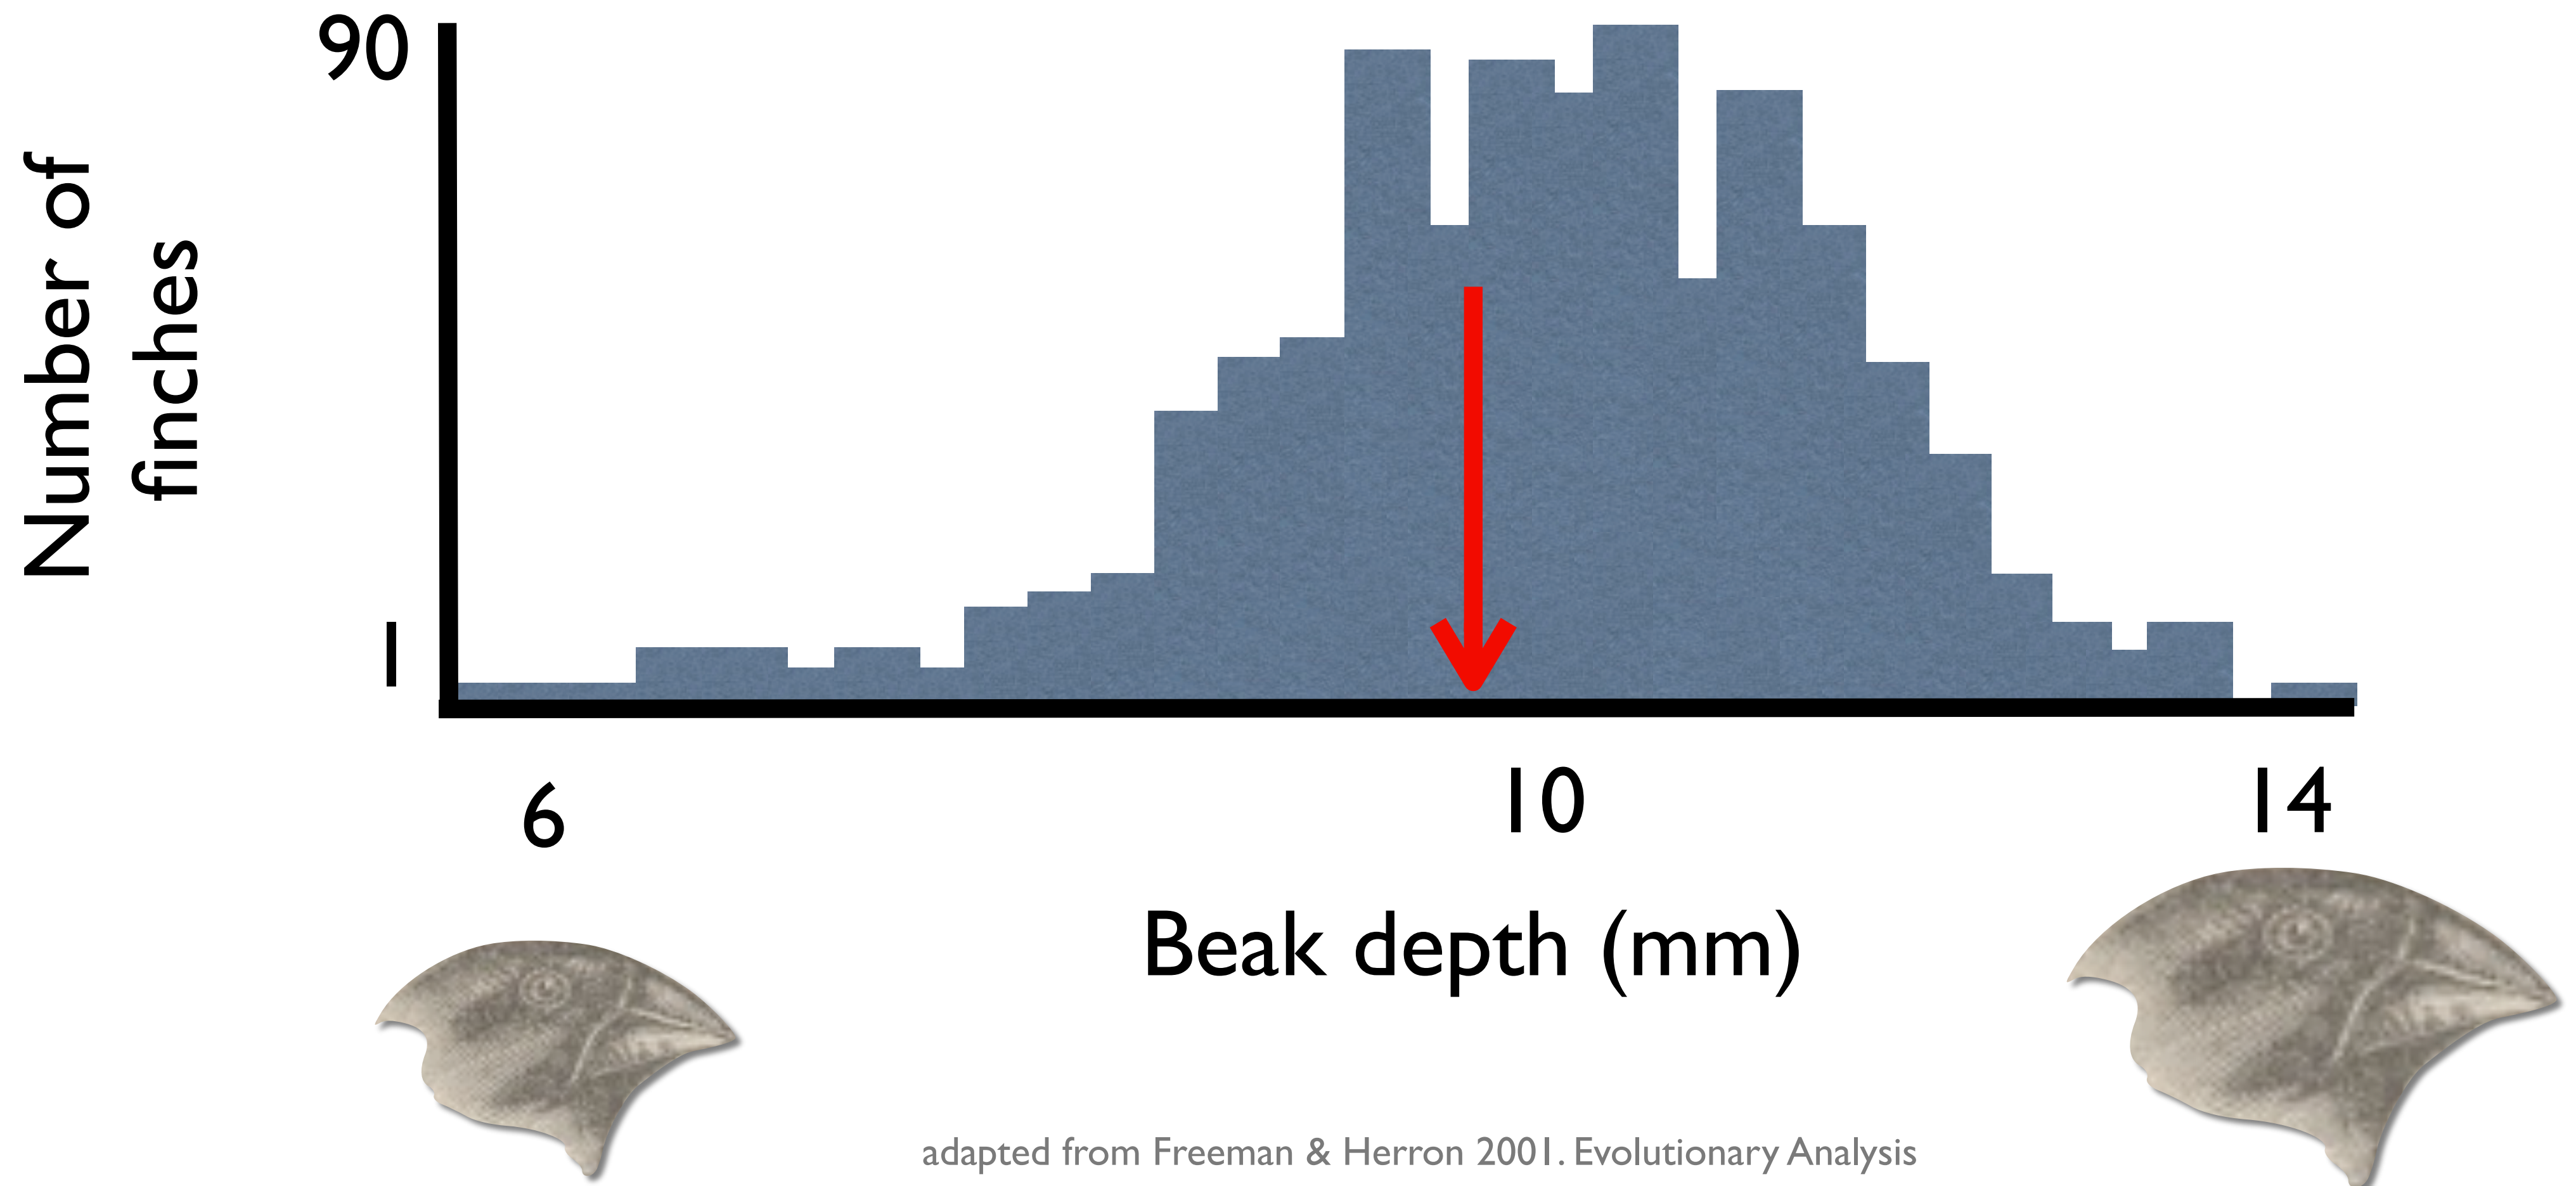 90
Number of
finches
1
6
10
14
Beak depth (mm)
adapted from Freeman & Herron 2001. Evolutionary Analysis